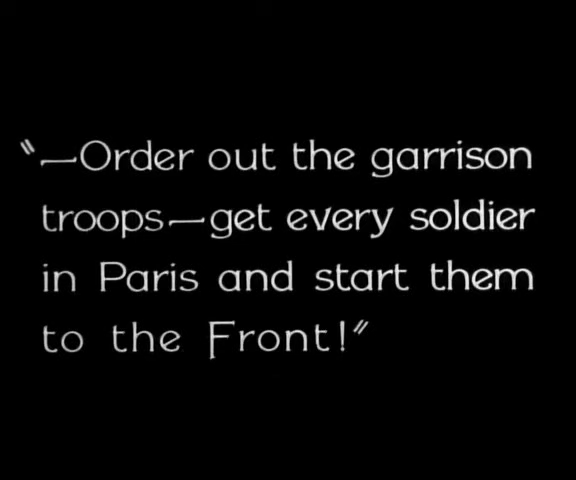 "—Order out the garrison
troops—get every soldier
in Paris and start them
to the Front!"